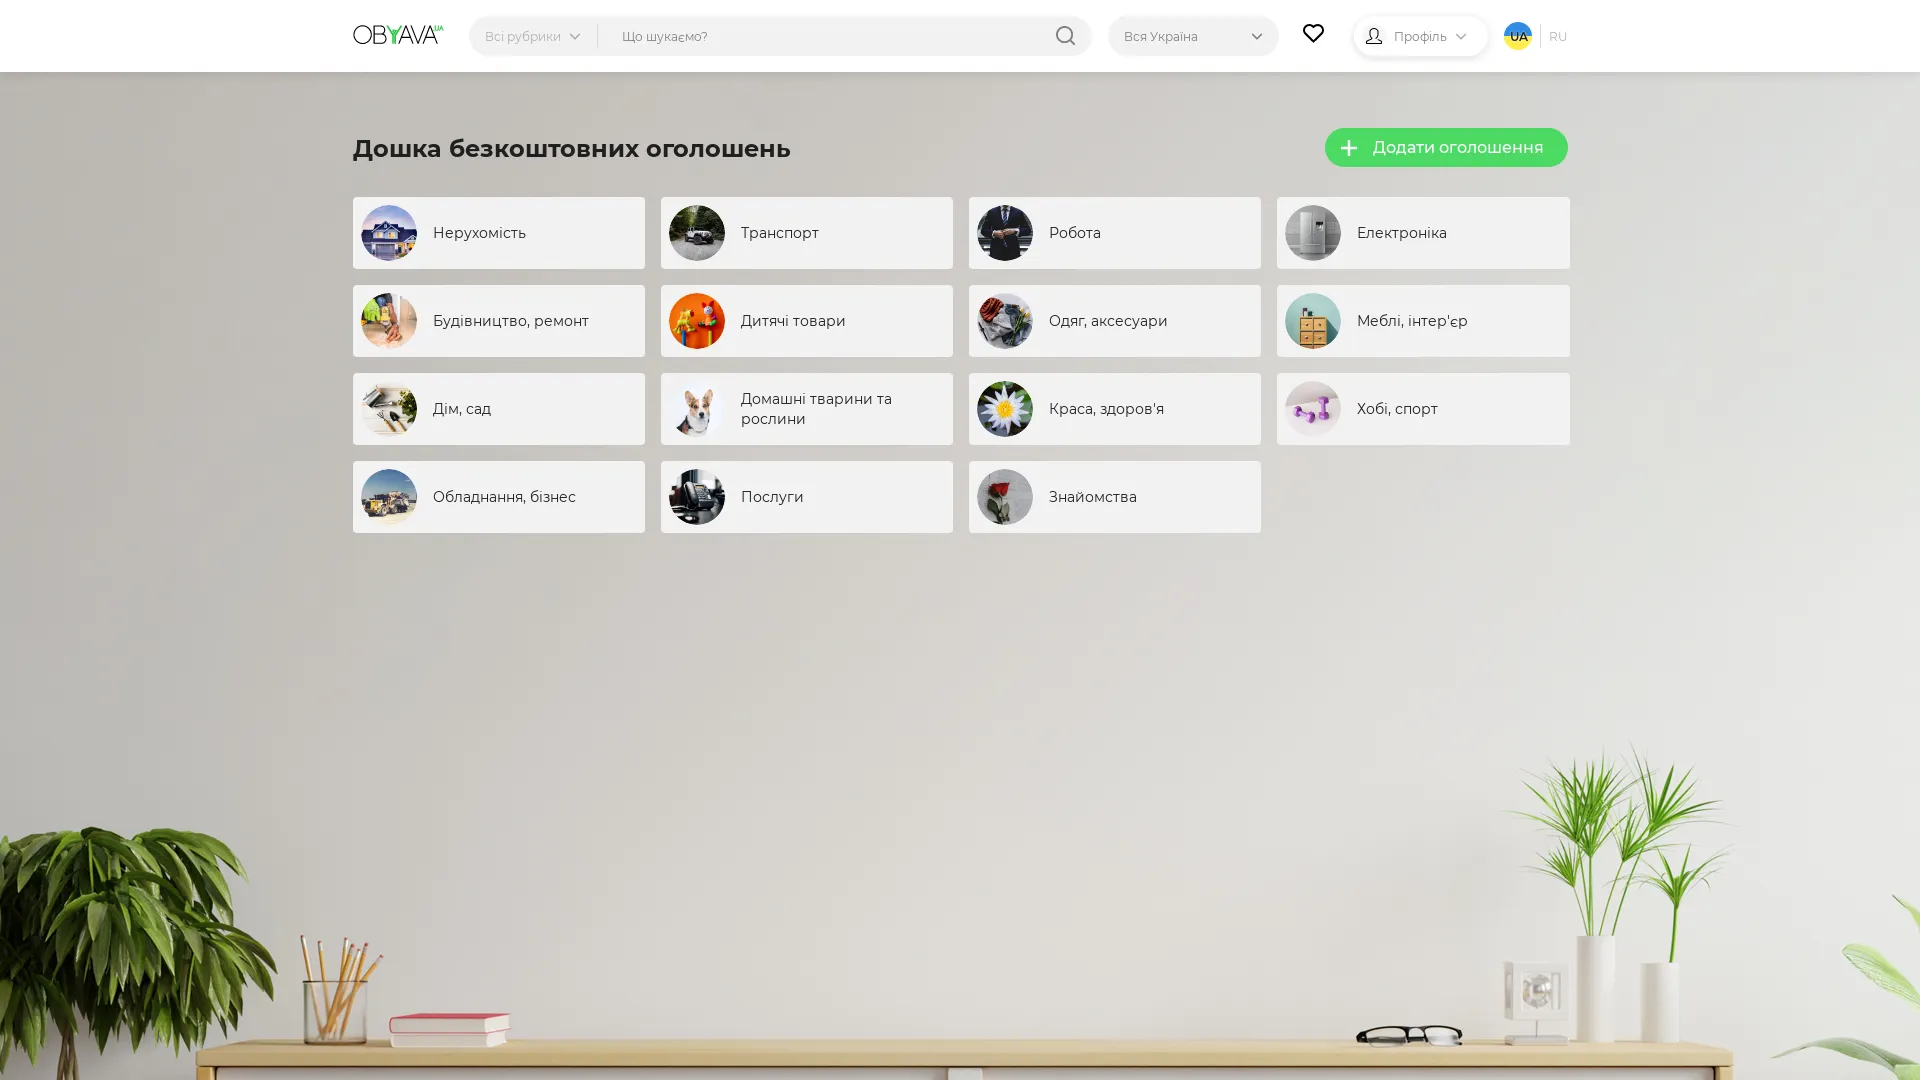 OBYAVA UA
Всі рубрики
Що шукаємо?
Вся Україна
Профіль
UA
RU
Дошка безкоштовних оголошень
Додати оголошення
Нерухомість
Транспорт
Робота
Електроніка
Будівництво, ремонт
Дитячі товари
Одяг, аксесуари
Меблі, інтер'єр
Дім, сад
Домашні тварини та
рослини
Краса, здоров'я
Хобі, спорт
Обладнання, бізнес
Послуги
Знайомства